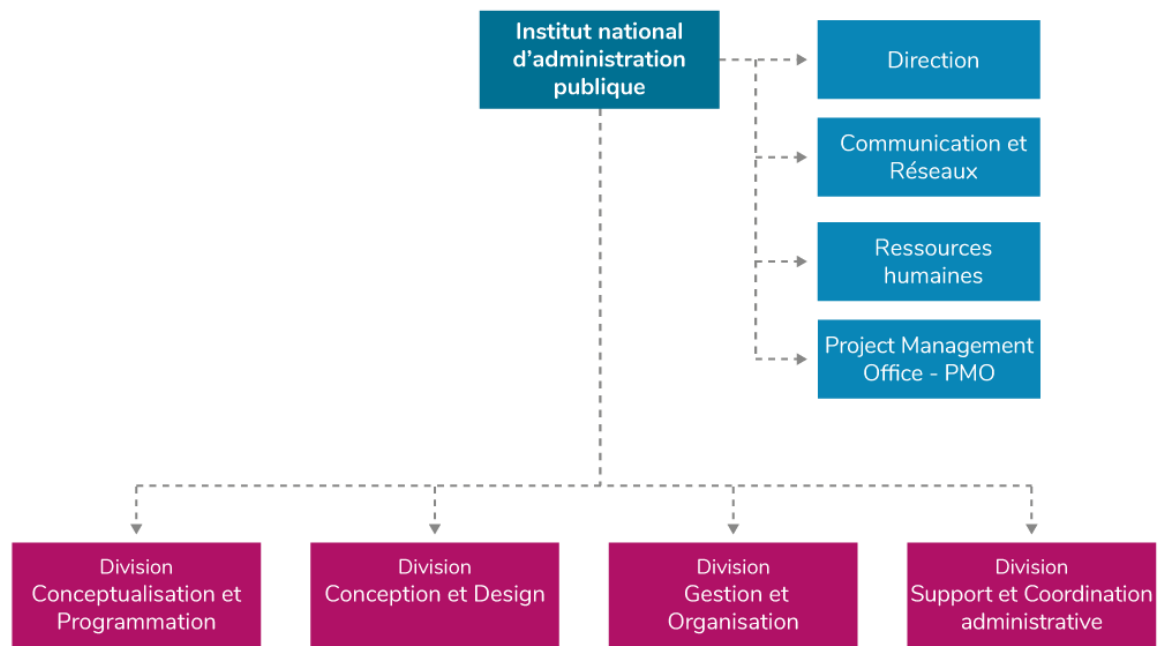 Institut national
d’administration
publique
Direction
Communication et
Réseaux
Ressources
humaines
Project Management
Office - PMO
Division
Conceptualisation et
Programmation
Division
Conception et Design
Division
Gestion et
Organisation
Division
Support et Coordination
administrative